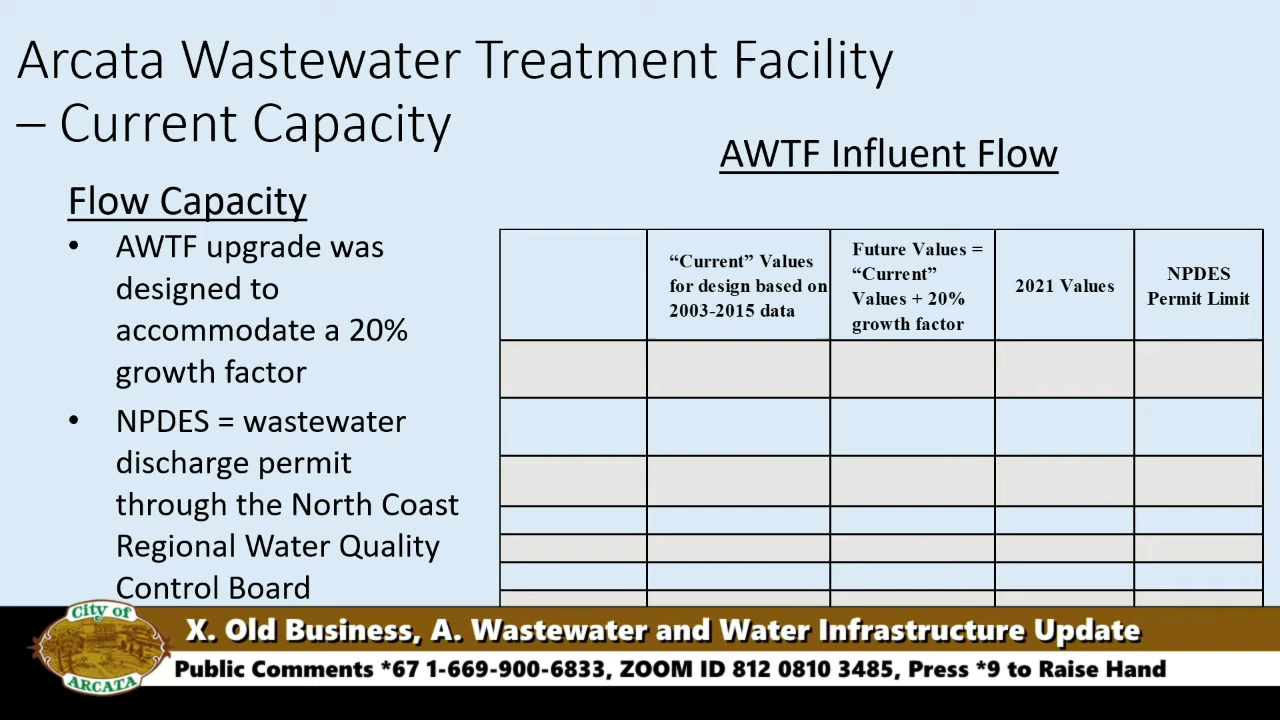 Arcata Wastewater Treatment Facility
– Current Capacity
AWTF Influent Flow
Flow Capacity
• AWTF upgrade was
designed to
accommodate a 20%
growth factor
• NPDES = wastewater
discharge permit
through the North Coast
Regional Water Quality
Control Board
“Current” Values
for design based on
2003-2015 data
Future Values =
“Current”
Values + 20%
growth factor
2021 Values
NPDES
Permit Limit
City of
ARCATA
X. Old Business, A. Wastewater and Water Infrastructure Update
Public Comments *67 1-669-900-6833, ZOOM ID 812 0810 3485, Press *9 to Raise Hand